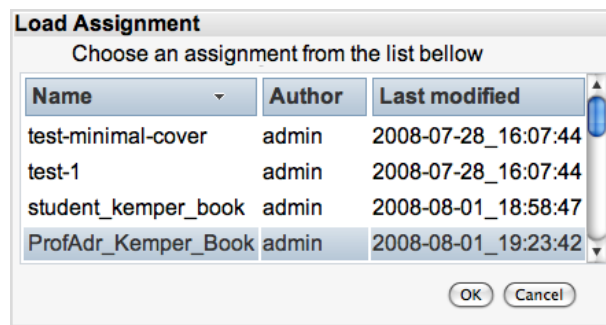 Load Assignment
Choose an assignment from the list bellow
Name Author Last modified
test-minimal-cover admin 2008-07-28_16:07:44
test-1 admin 2008-07-28_16:07:44
student_kemper_book admin 2008-08-01_18:58:47
ProfAdr_Kemper_Book admin 2008-08-01_19:23:42
OK Cancel